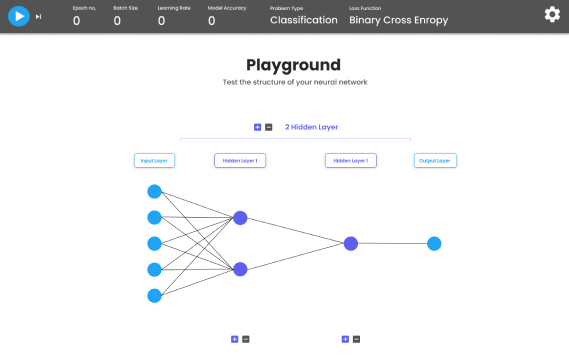 Epoch no. Batch Size Learning Rate Model Accuracy Problem Type Loss Function
0 0 0 0 Classification Binary Cross Enropy
Playground
Test the structure of your neural network
2 Hidden Layer
Input Layer Hidden Layer 1 Hidden Layer 1 Output Layer